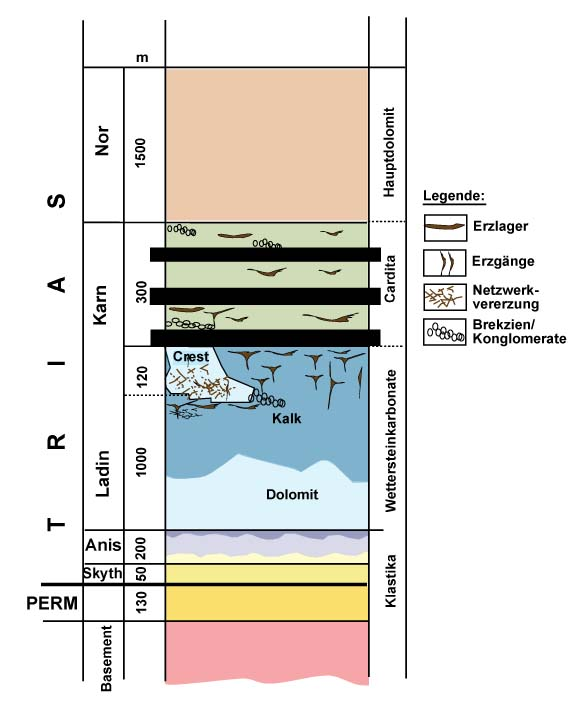 m
TRIAS
Nor
1500
Hauptdolomit
Karn
300
Cardita
Crest
120
Kalk
Wettersteinkarbonate
Ladin
1000
Dolomit
Anis
200
Klastika
Skyth
50
PERM
130
Basement
Legende:
Erzlager
Erzgänge
Netzwerk-
vererzung
Brekzien/
Konglomerate